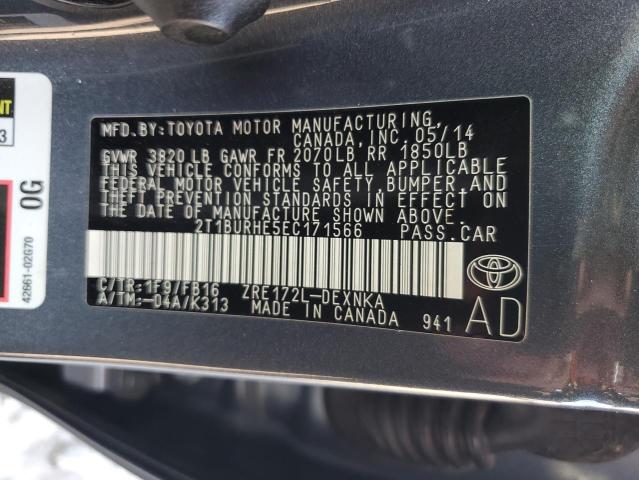 MFD.BY:TOYOTA MOTOR MANUFACTURING,
CANADA,INC. 05/14
GVWR 3820 LB GAWR FR 2070LB RR 1850LB
THIS VEHICLE CONFORMS TO ALL APPLICABLE
FEDERAL MOTOR VEHICLE SAFETY, BUMPER,AND
THEFT PREVENTION STANDARDS IN EFFECT ON
THE DATE OF MANUFACTURE SHOWN ABOVE.
2T1BURHE5EC171566 PASS.CAR
C/TR:1F9/FB16 ZRE172L-DEXNKA
A/TM:-D4A/K313 MADE IN CANADA 941
AD
0G
42661-02G70
3